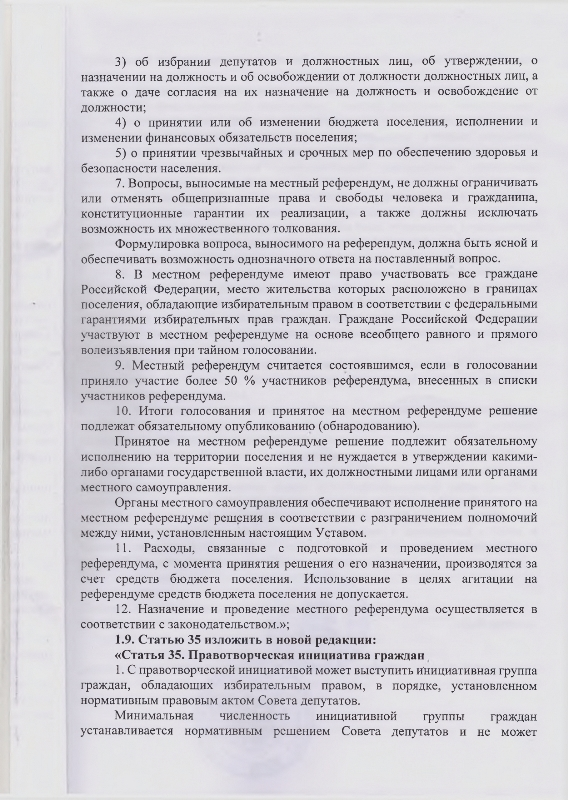 3) об избрании депутатов и должностных лиц, об утверждении, о
назначении на должность и об освобождении от должности должностных лиц, а
также о даче согласия на их назначение на должность и освобождение от
должности;
4) о принятии или об изменении бюджета поселения, исполнении и
изменении финансовых обязательств поселения;
5) о принятии чрезвычайных и срочных мер по обеспечению здоровья и
безопасности населения.
7. Вопросы, выносимые на местный референдум, не должны ограничивать
или отменять общепризнанные права и свободы человека и гражданина,
конституционные гарантии их реализации, а также должны исключать
возможность их множественного толкования.
Формулировка вопроса, выносимого на референдум, должна быть ясной и
обеспечивать возможность однозначного ответа на поставленный вопрос.
8. В местном референдуме имеют право участвовать все граждане
Российской Федерации, место жительства которых расположено в границах
поселения, обладающие избирательным правом в соответствии с федеральными
гарантиями избирательных прав граждан. Граждане Российской Федерации
участвуют в местном референдуме на основе всеобщего равного и прямого
волеизъявления при тайном голосовании.
9. Местный референдум считается состоявшимся, если в голосовании
приняло участие более 50 % участников референдума, внесенных в списки
участников референдума.
10. Итоги голосования и принятое на местном референдуме решение
подлежат обязательному опубликованию (обнародованию).
Принятое на местном референдуме решение подлежит обязательному
исполнению на территории поселения и не нуждается в утверждении какими-
либо органами государственной власти, их должностными лицами или органами
местного самоуправления.
Органы местного самоуправления обеспечивают исполнение принятого на
местном референдуме решения в соответствии с разграничением полномочий
между ними, установленным настоящим Уставом.
11. Расходы, связанные с подготовкой и проведением местного
референдума, с момента принятия решения о его назначении, производятся за
счет средств бюджета поселения. Использование в целях агитации на
референдуме средств бюджета поселения не допускается.
12. Назначение и проведение местного референдума осуществляется в
соответствии с законодательством.»;
1.9. Статью 35 изложить в новой редакции:
«Статья 35. Правотворческая инициатива граждан
1. С правотворческой инициативой может выступить инициативная группа
граждан, обладающих избирательным правом, в порядке, установленном
нормативным правовым актом Совета депутатов.
Минимальная численность инициативной группы граждан
устанавливается нормативным решением Совета депутатов и не может